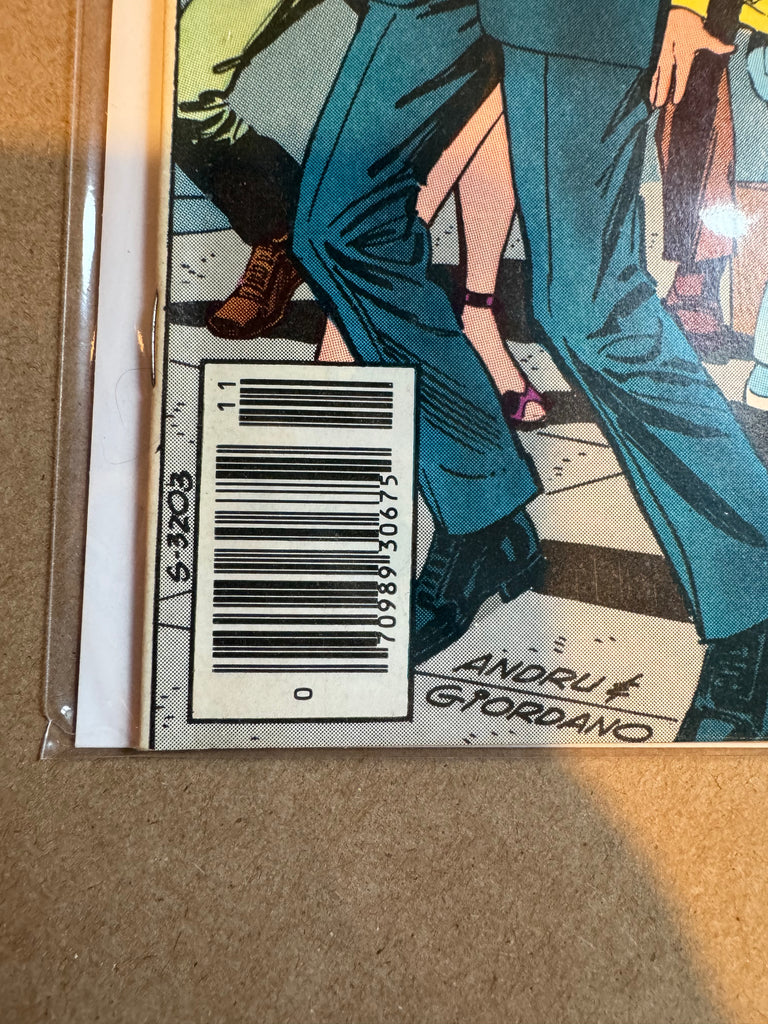 11
S-3203
70989 30675
0
ANDRU &
GIORDANO